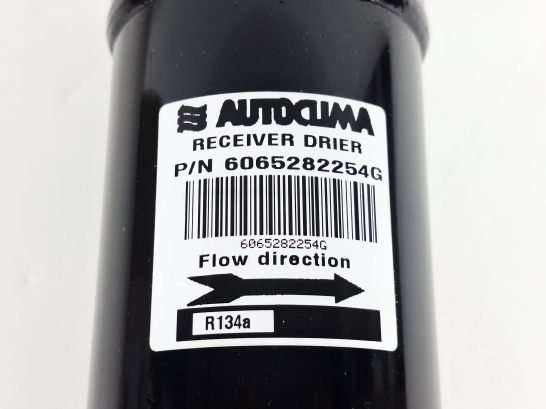 AUTOCLIMA
RECEIVER DRIER
P/N 6065282254G
6065282254G
Flow direction
R134a